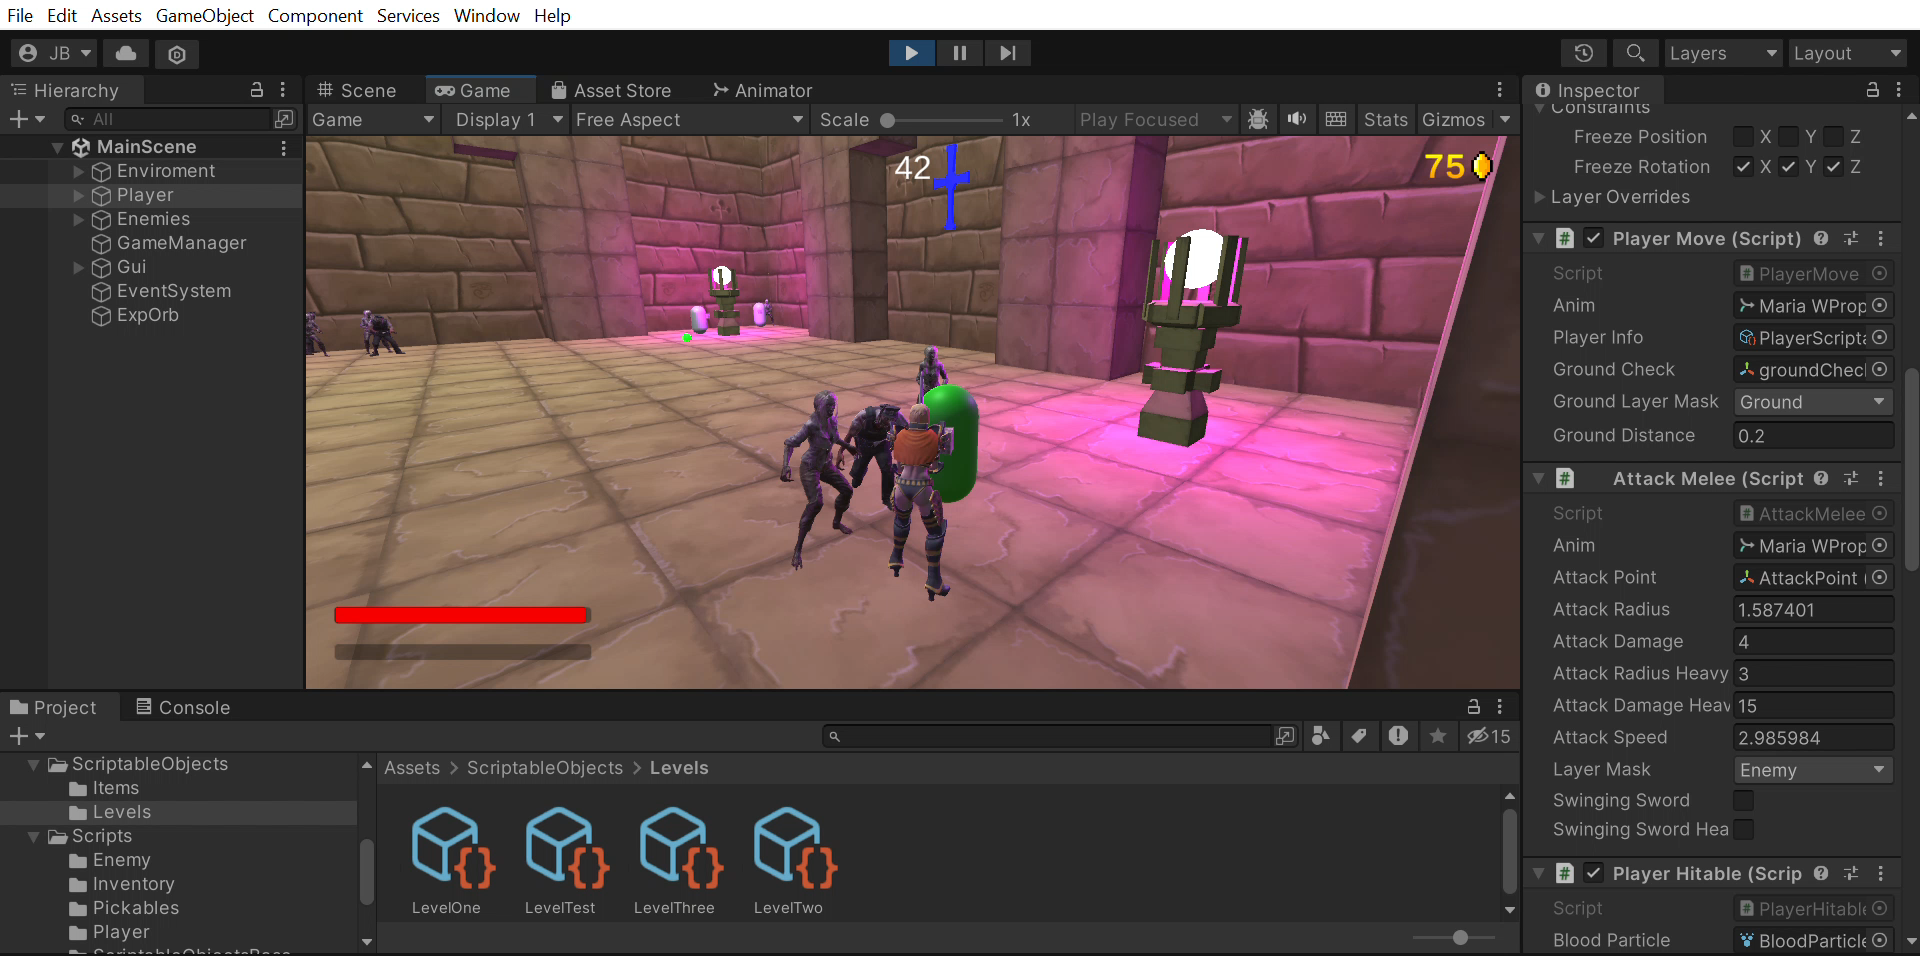 File Edit Assets GameObject Component Services Window Help
JB
Layers Layout
Hierarchy
Scene Game Asset Store Animator
Inspector
All
Game Display 1 Free Aspect Scale 1x Play Focused Stats Gizmos
MainScene
Enviroment
Player
Enemies
GameManager
Gui
EventSystem
ExpOrb
42
75
Constraints
Freeze Position X Y Z
Freeze Rotation X Y Z
Layer Overrides
Player Move (Script)
Script PlayerMove
Anim Maria WProp
Player Info PlayerScripta
Ground Check groundChec
Ground Layer Mask Ground
Ground Distance 0.2
Attack Melee (Script
Script AttackMelee
Anim Maria WProp
Attack Point AttackPoint (
Attack Radius 1.587401
Attack Damage 4
Attack Radius Heavy 3
Attack Damage Heav 15
Attack Speed 2.985984
Layer Mask Enemy
Swinging Sword
Swinging Sword Hea
Player Hitable (Scrip
Script PlayerHitable
Blood Particle BloodParticle
Project Console
15
ScriptableObjects
Items
Levels
Scripts
Enemy
Inventory
Pickables
Player
Assets > ScriptableObjects > Levels
LevelOne LevelTest LevelThree LevelTwo